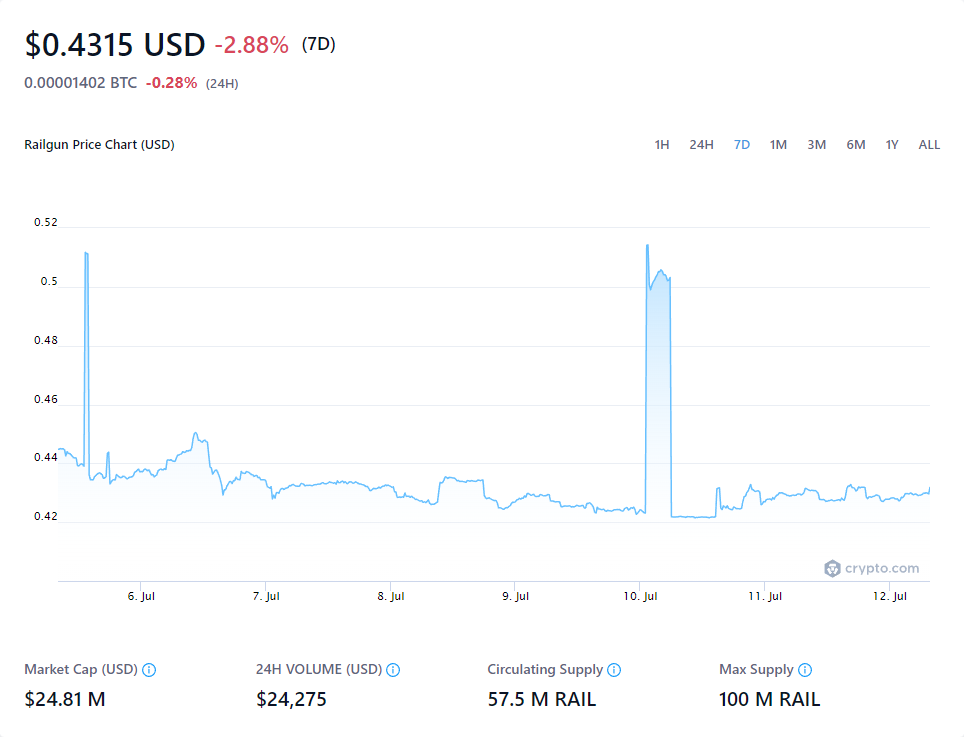 $0.4315 USD -2.88% (7D)
0.00001402 BTC -0.28% (24H)
Railgun Price Chart (USD)
1H 24H 7D 1M 3M 6M 1Y ALL
0.52
0.5
0.48
0.46
0.44
0.42
crypto.com
6. Jul 7. Jul 8. Jul 9. Jul 10. Jul 11. Jul 12. Jul
Market Cap (USD) 24H VOLUME (USD) Circulating Supply Max Supply
$24.81 M $24,275 57.5 M RAIL 100 M RAIL